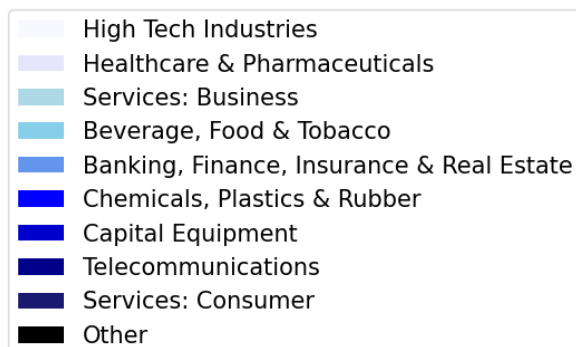 High Tech Industries
Healthcare & Pharmaceuticals
Services: Business
Beverage, Food & Tobacco
Banking, Finance, Insurance & Real Estate
Chemicals, Plastics & Rubber
Capital Equipment
Telecommunications
Services: Consumer
Other